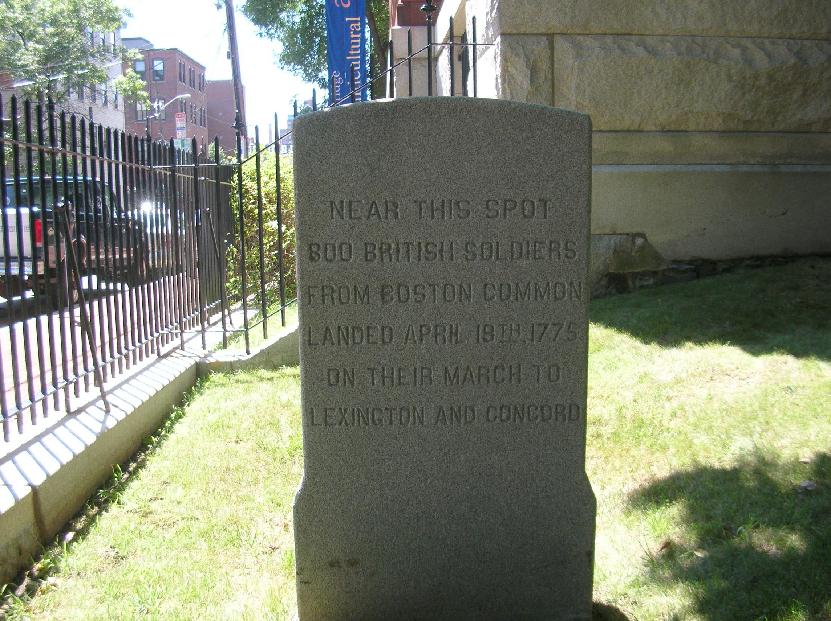 NEAR THIS SPOT
800 BRITISH SOLDIERS
FROM BOSTON COMMON
LANDED APRIL 18TH, 1775
ON THEIR MARCH TO
LEXINGTON AND CONCORD